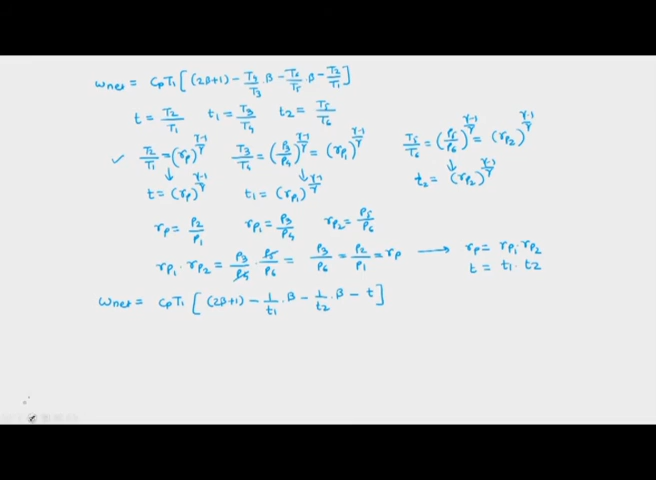 Wnet = CpT1 [ (2β+1) − T4/T3 . β − T6/T5 . β − T2/T1 ]
t = T2/T1   t1 = T3/T4   t2 = T5/T6
✓ T2/T1 = (rp)^(γ-1/γ)   T3/T4 = (P3/P4)^(γ-1/γ) = (rp1)^(γ-1/γ)   T5/T6 = (P5/P6)^(γ-1/γ) = (rp2)^(γ-1/γ)
↓ ↓ ↓
t = (rp)^(γ-1/γ)   t1 = (rp1)^(γ-1/γ)   t2 = (rp2)^(γ-1/γ)
rp = P2/P1   rp1 = P3/P4   rp2 = P5/P6
rp1 . rp2 = P3/P4 . P5/P6 = P3/P6 = P2/P1 = rp → rp = rp1 rp2
t = t1 . t2
Wnet = CpT1 [ (2β+1) − 1/t1 . β − 1/t2 . β − t ]